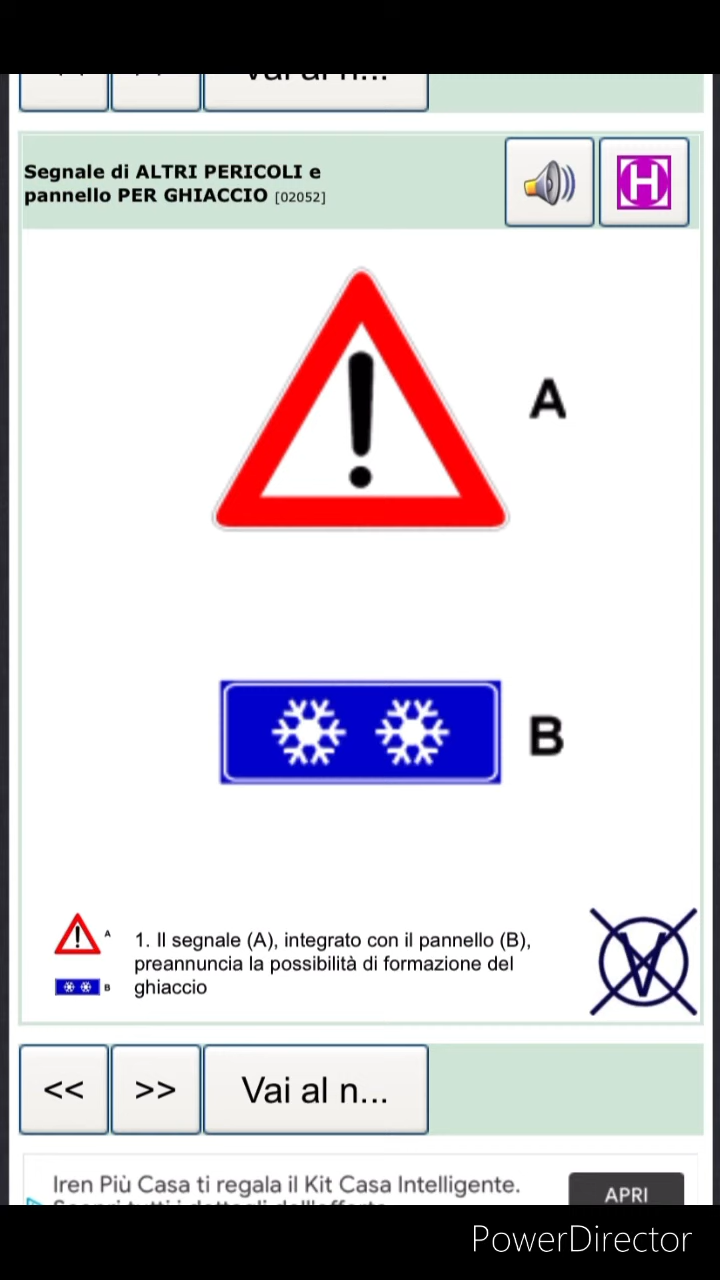 Segnale di ALTRI PERICOLI e
pannello PER GHIACCIO [02052]
H
A
B
A
B
1. Il segnale (A), integrato con il pannello (B),
preannuncia la possibilità di formazione del
ghiaccio
V
<< >> Vai al n...
Iren Più Casa ti regala il Kit Casa Intelligente.
APRI
PowerDirector